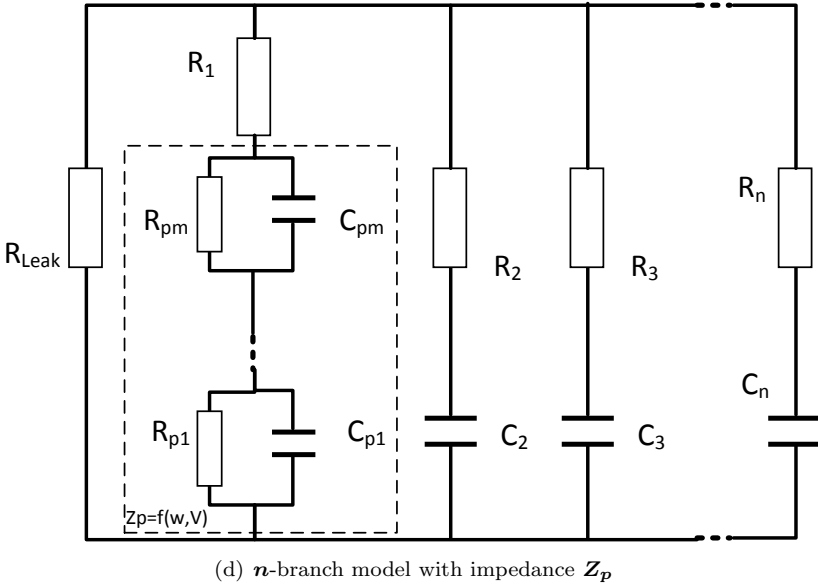 R1
Rpm
Cpm
RLeak
R2
R3
Rn
Rp1
Cp1
C2
C3
Cn
Zp=f(w,V)
(d) n-branch model with impedance Zp